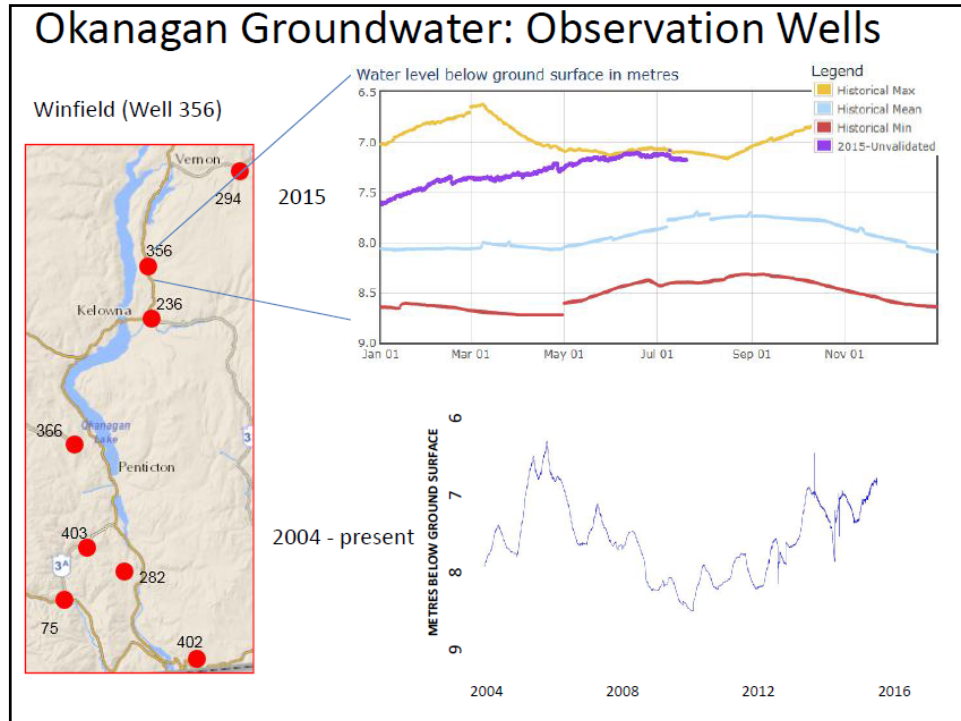 Okanagan Groundwater: Observation Wells
Winfield (Well 356)
Vernon
294
356
236
Kelowna
366
Okanagan
Lake
3
Penticton
403
3A
282
75
402
2015
Water level below ground surface in metres
Legend
Historical Max
Historical Mean
Historical Min
2015-Unvalidated
6.5
7.0
7.5
8.0
8.5
9.0
Jan 01
Mar 01
May 01
Jul 01
Sep 01
Nov 01
2004 - present
METRES BELOW GROUND SURFACE
6
7
8
9
2004
2008
2012
2016